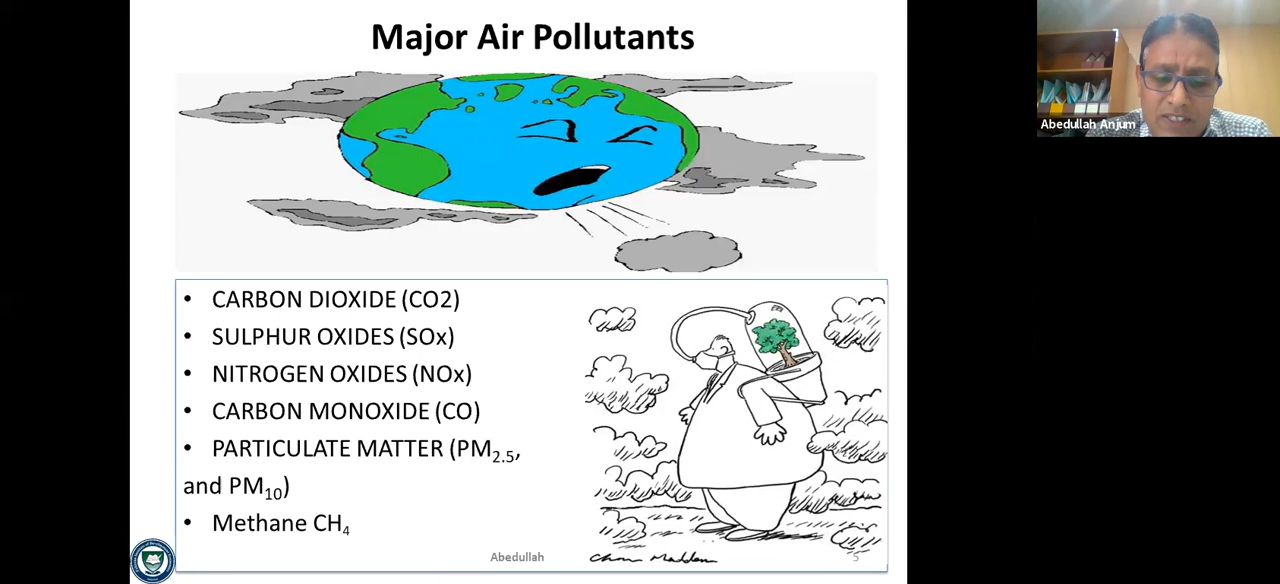 Major Air Pollutants
Abedullah Anjum
• CARBON DIOXIDE (CO2)
• SULPHUR OXIDES (SOx)
• NITROGEN OXIDES (NOx)
• CARBON MONOXIDE (CO)
• PARTICULATE MATTER (PM2.5,
and PM10)
• Methane CH4
Abedullah
5